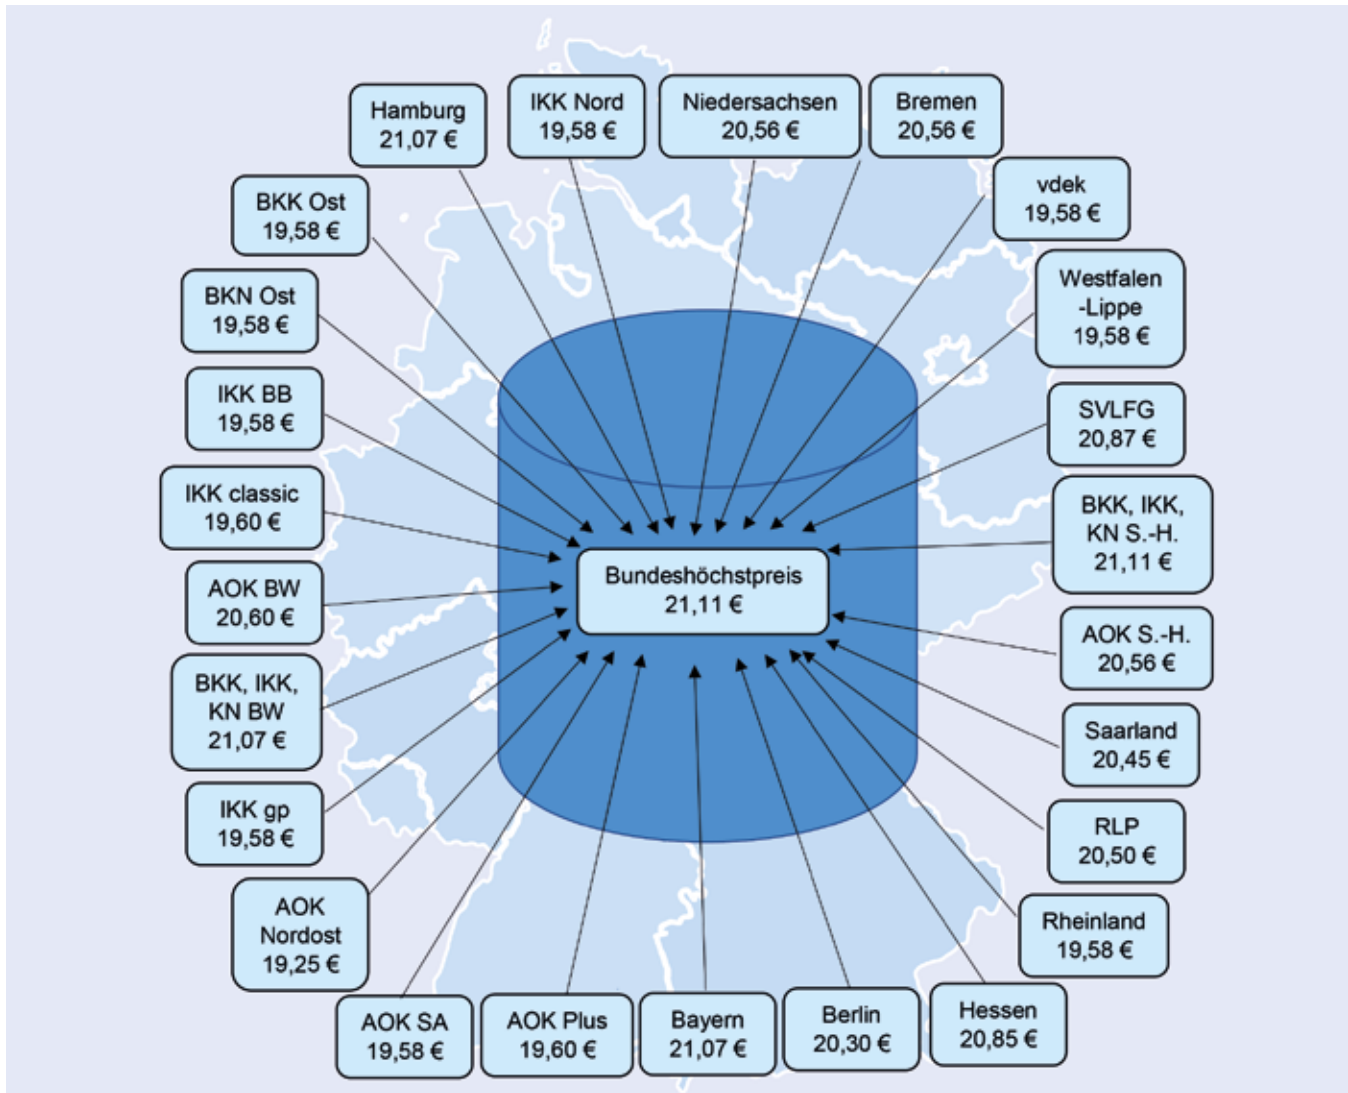 Hamburg
21,07 €
IKK Nord
19,58 €
Niedersachsen
20,56 €
Bremen
20,56 €
vdek
19,58 €
Westfalen
-Lippe
19,58 €
SVLFG
20,87 €
BKK, IKK,
KN S.-H.
21,11 €
AOK S.-H.
20,56 €
Saarland
20,45 €
RLP
20,50 €
Rheinland
19,58 €
Hessen
20,85 €
Berlin
20,30 €
Bayern
21,07 €
AOK Plus
19,60 €
AOK SA
19,58 €
AOK
Nordost
19,25 €
IKK gp
19,58 €
BKK, IKK,
KN BW
21,07 €
AOK BW
20,60 €
IKK classic
19,60 €
IKK BB
19,58 €
BKN Ost
19,58 €
BKK Ost
19,58 €
Bundeshöchstpreis
21,11 €